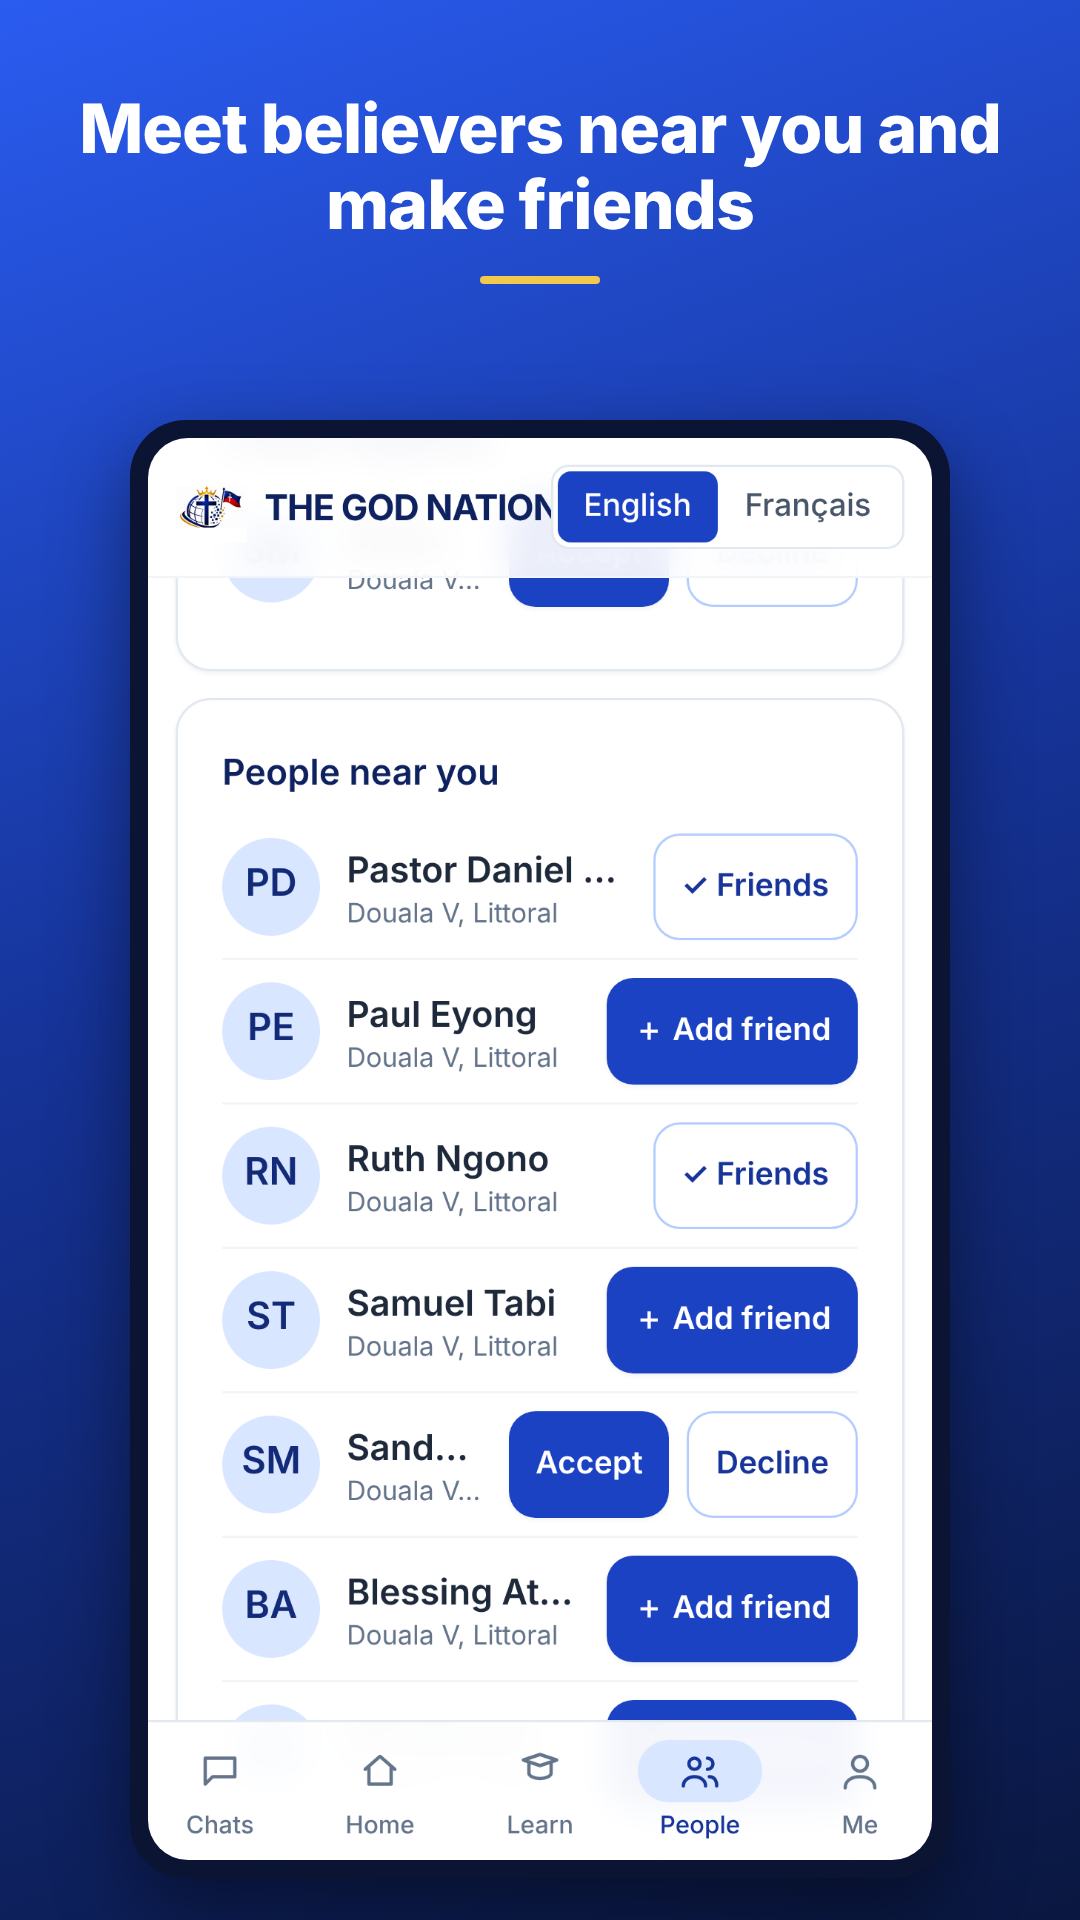 Meet believers near you and
make friends
THE GOD NATION
English
Français
Douala V...
People near you
PD
Pastor Daniel ...
Douala V, Littoral
✓ Friends
PE
Paul Eyong
Douala V, Littoral
+ Add friend
RN
Ruth Ngono
Douala V, Littoral
✓ Friends
ST
Samuel Tabi
Douala V, Littoral
+ Add friend
SM
Sand...
Douala V...
Accept
Decline
BA
Blessing At...
Douala V, Littoral
+ Add friend
Chats
Home
Learn
People
Me